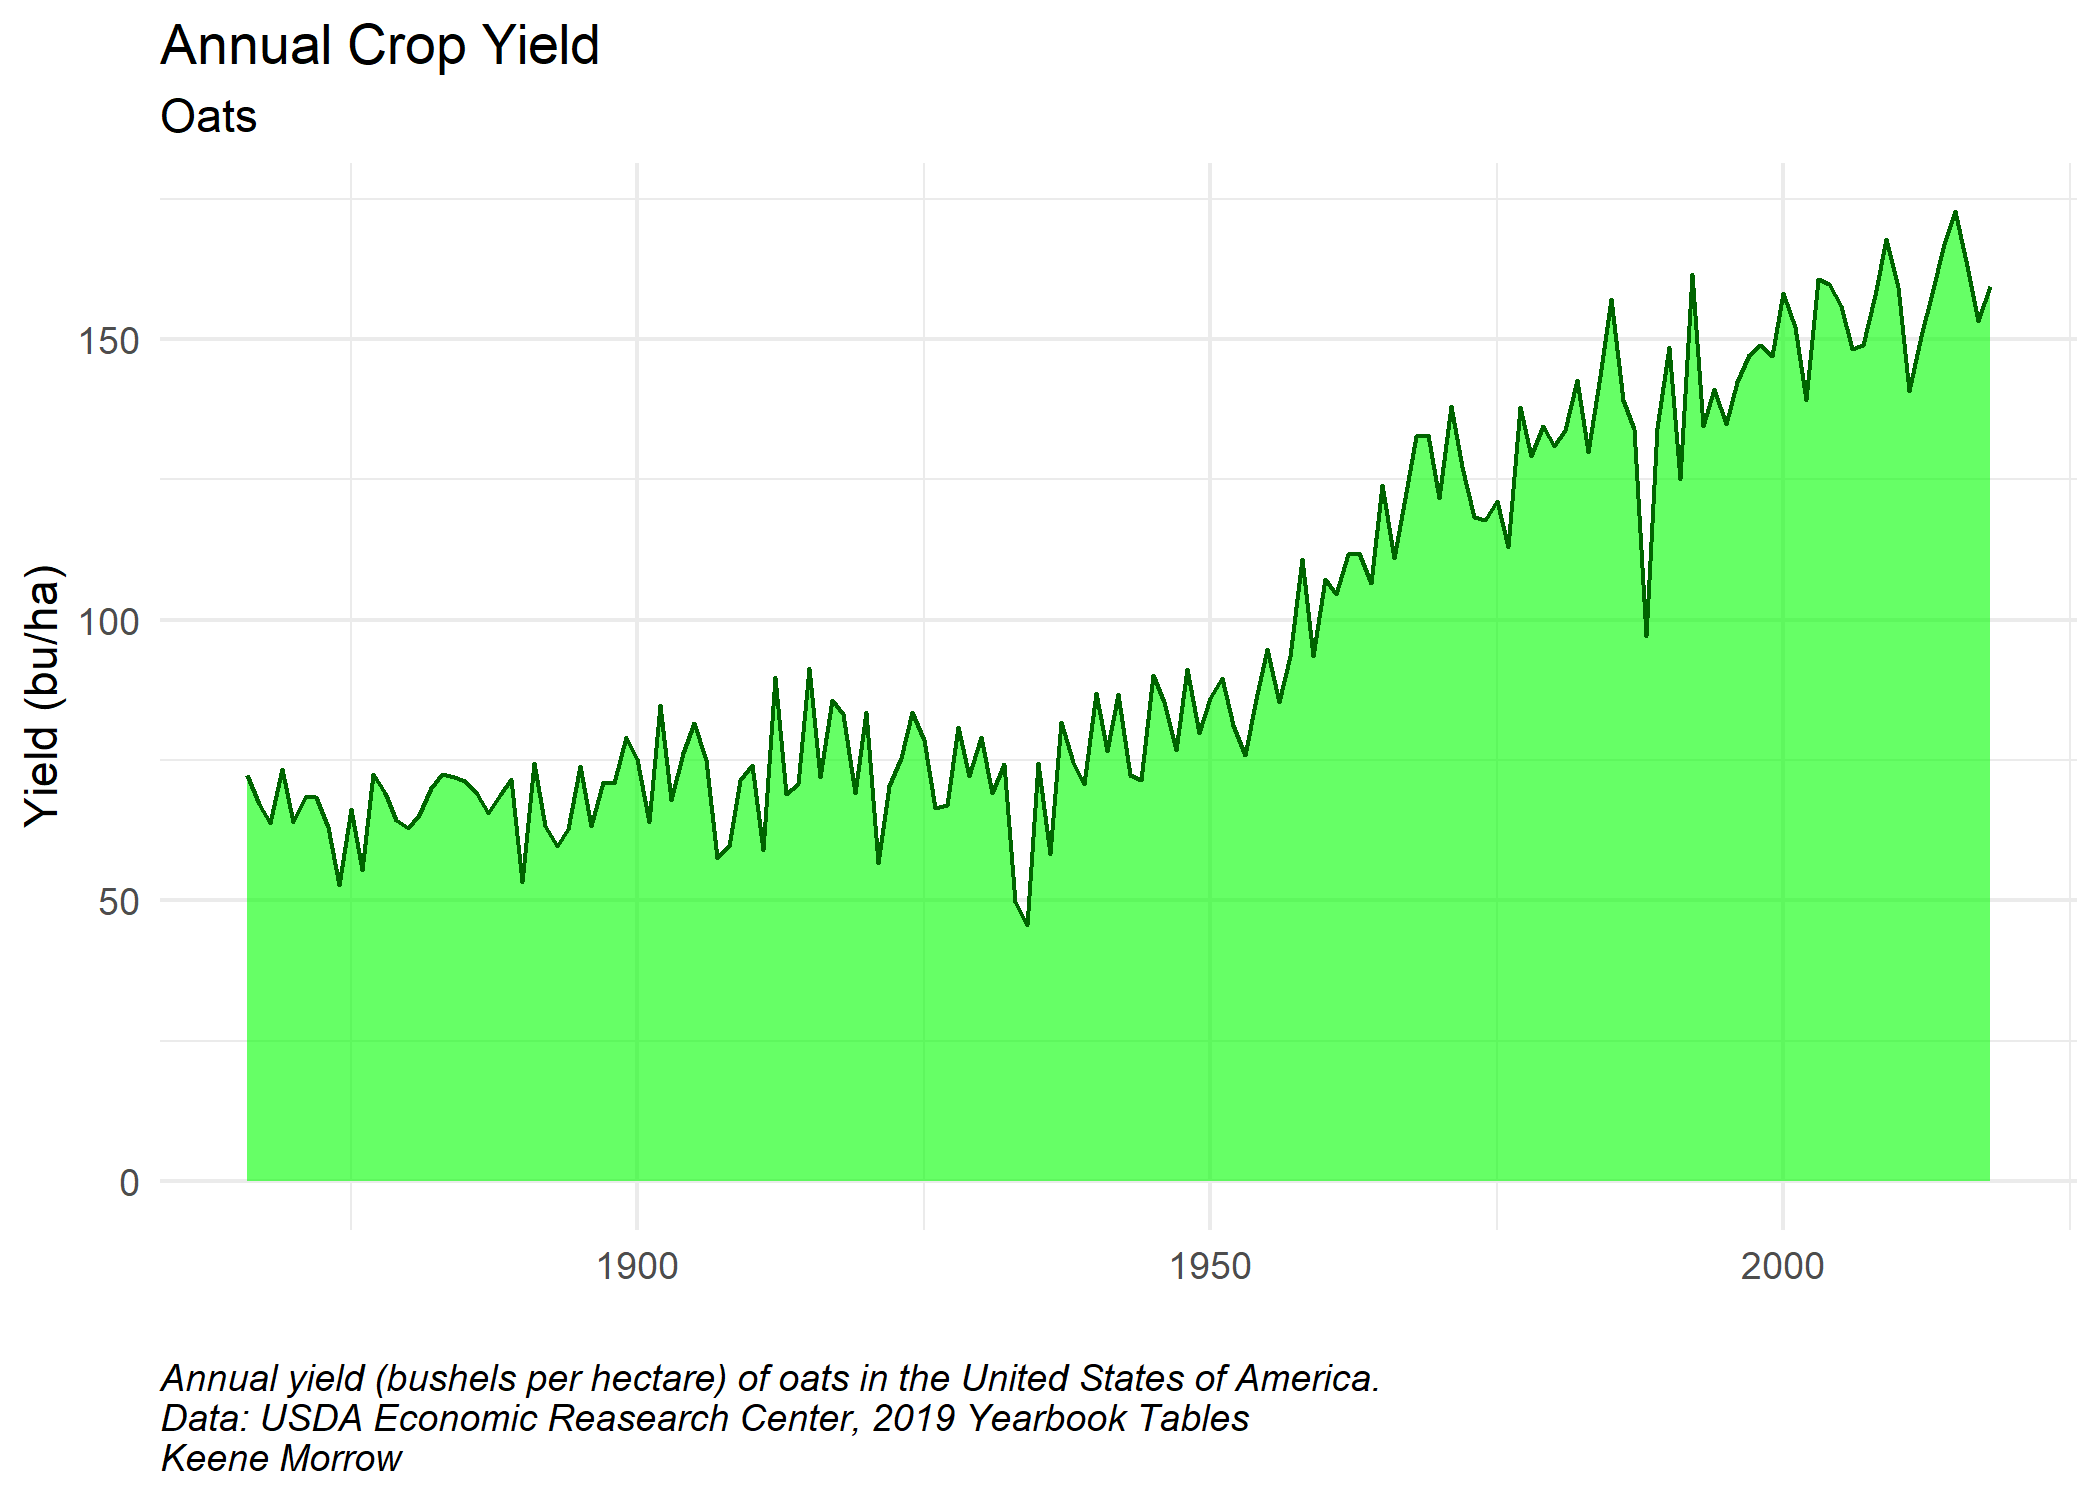 Annual Crop Yield
Oats
Yield (bu/ha)
150
100
50
0
1900
1950
2000
Annual yield (bushels per hectare) of oats in the United States of America.
Data: USDA Economic Reasearch Center, 2019 Yearbook Tables
Keene Morrow